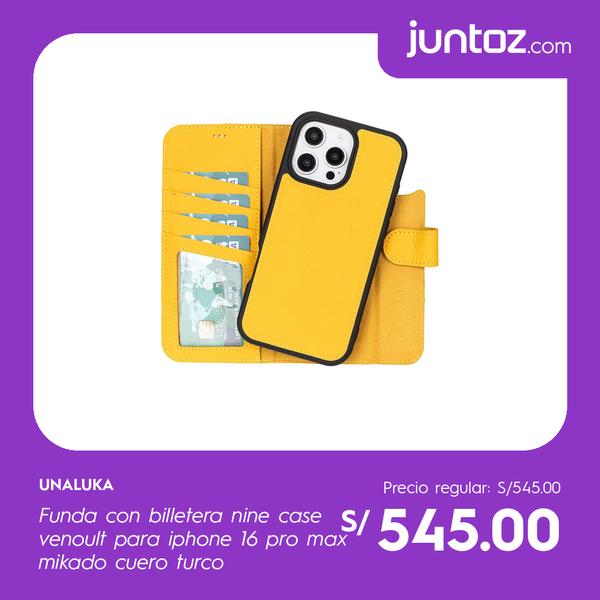 juntoz.com
UNALUKA
Funda con billetera nine case
venoult para iphone 16 pro max
mikado cuero turco
Precio regular: S/545.00
S/ 545.00